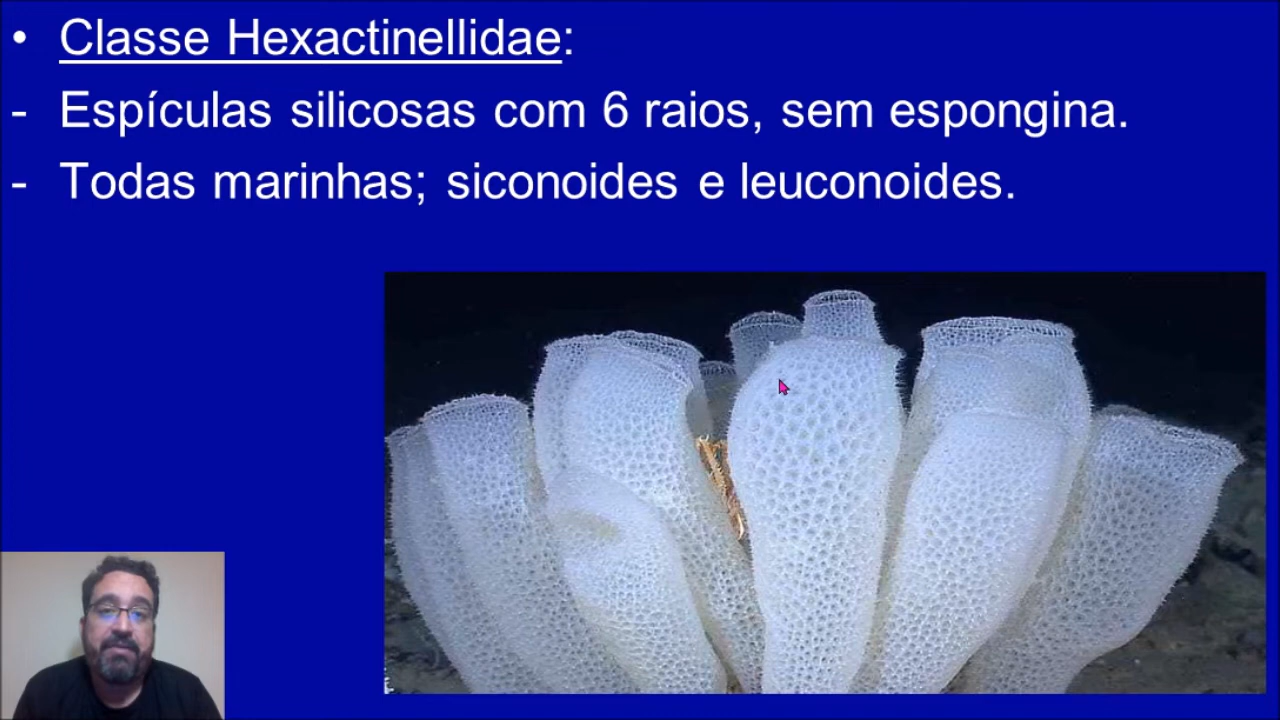 • Classe Hexactinellidae:
- Espículas silicosas com 6 raios, sem espongina.
- Todas marinhas; siconoides e leuconoides.